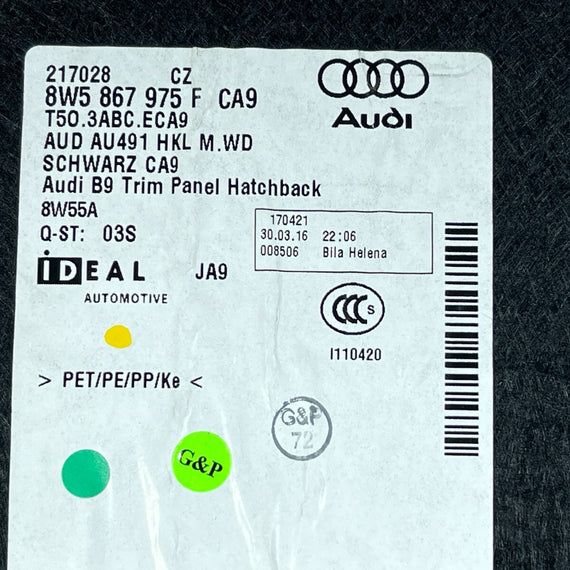 217028 CZ
8W5 867 975 F CA9
T50.3ABC.ECA9
AUD AU491 HKL M.WD
SCHWARZ CA9
Audi B9 Trim Panel Hatchback
8W55A
Q-ST: 03S
Audi
170421
30.03.16 22:06
008506 Bila Helena
iDEAL JA9
AUTOMOTIVE
CCC S
I110420
> PET/PE/PP/Ke <
G&P
72
G&P